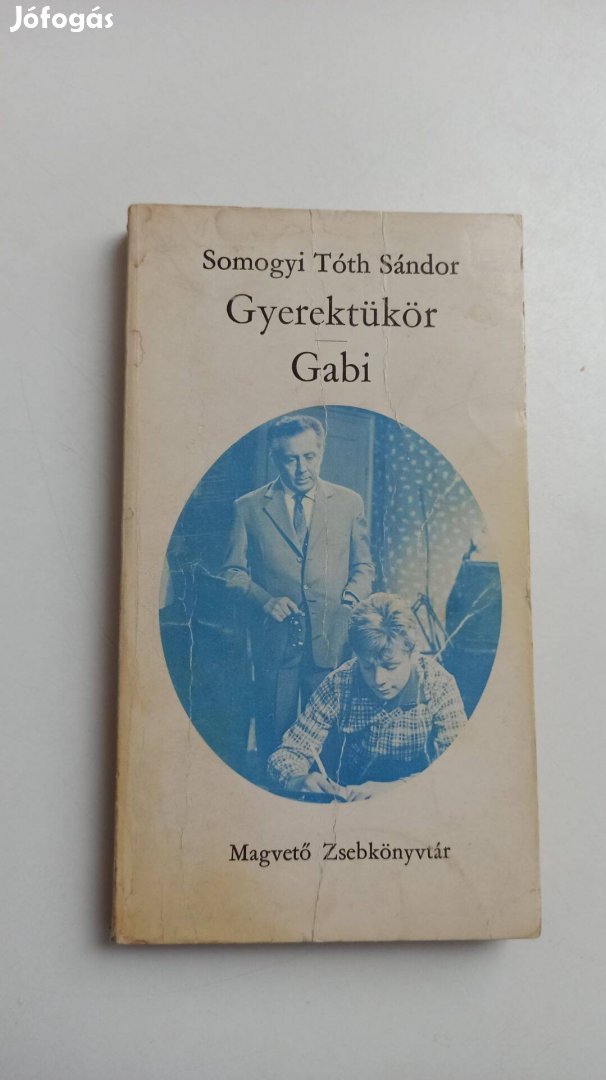 Jófogás
Somogyi Tóth Sándor
Gyerektükör
Gabi
Magvető Zsebkönyvtár